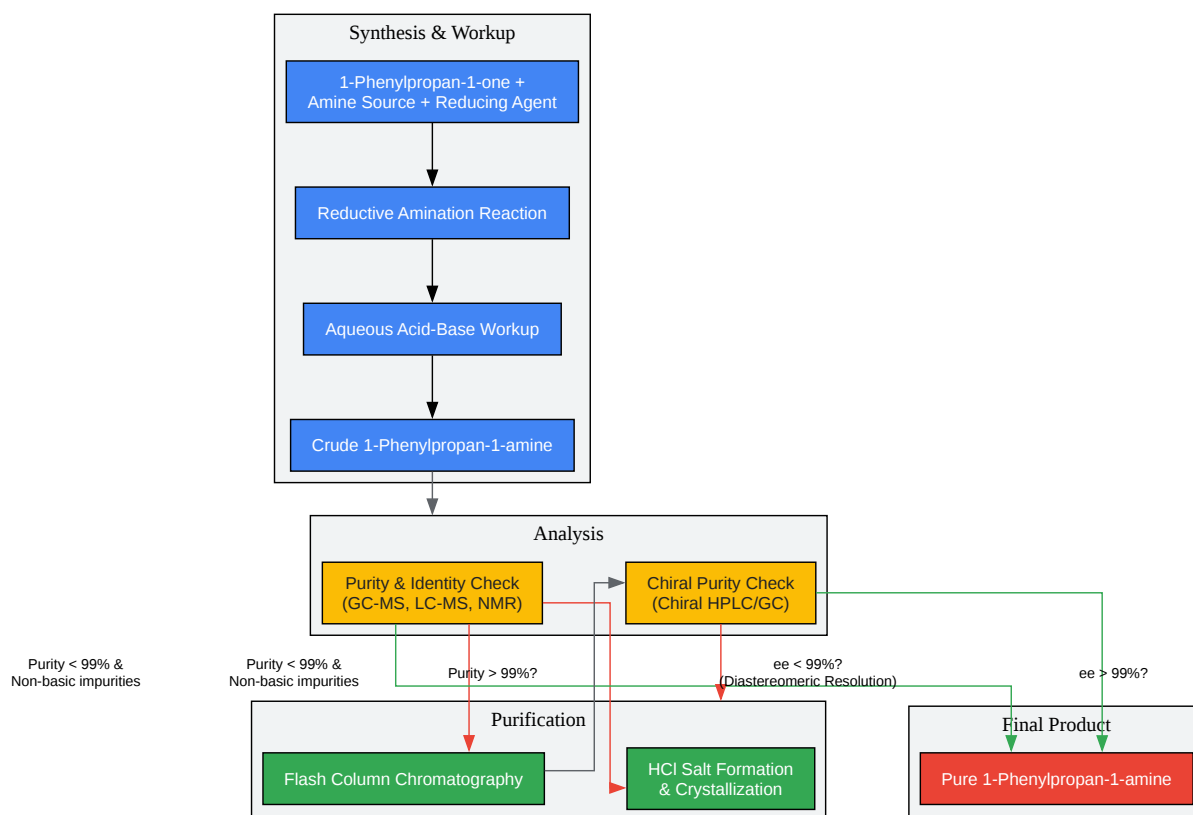 Synthesis & Workup
1-Phenylpropan-1-one +
Amine Source + Reducing Agent
Reductive Amination Reaction
Aqueous Acid-Base Workup
Crude 1-Phenylpropan-1-amine
Analysis
Purity & Identity Check
(GC-MS, LC-MS, NMR)
Chiral Purity Check
(Chiral HPLC/GC)
Purity < 99% &
Non-basic impurities
Purity < 99% &
Non-basic impurities
Purity > 99%?
ee < 99%?
(Diastereomeric Resolution)
ee > 99%?
Purification
Flash Column Chromatography
HCl Salt Formation
& Crystallization
Final Product
Pure 1-Phenylpropan-1-amine